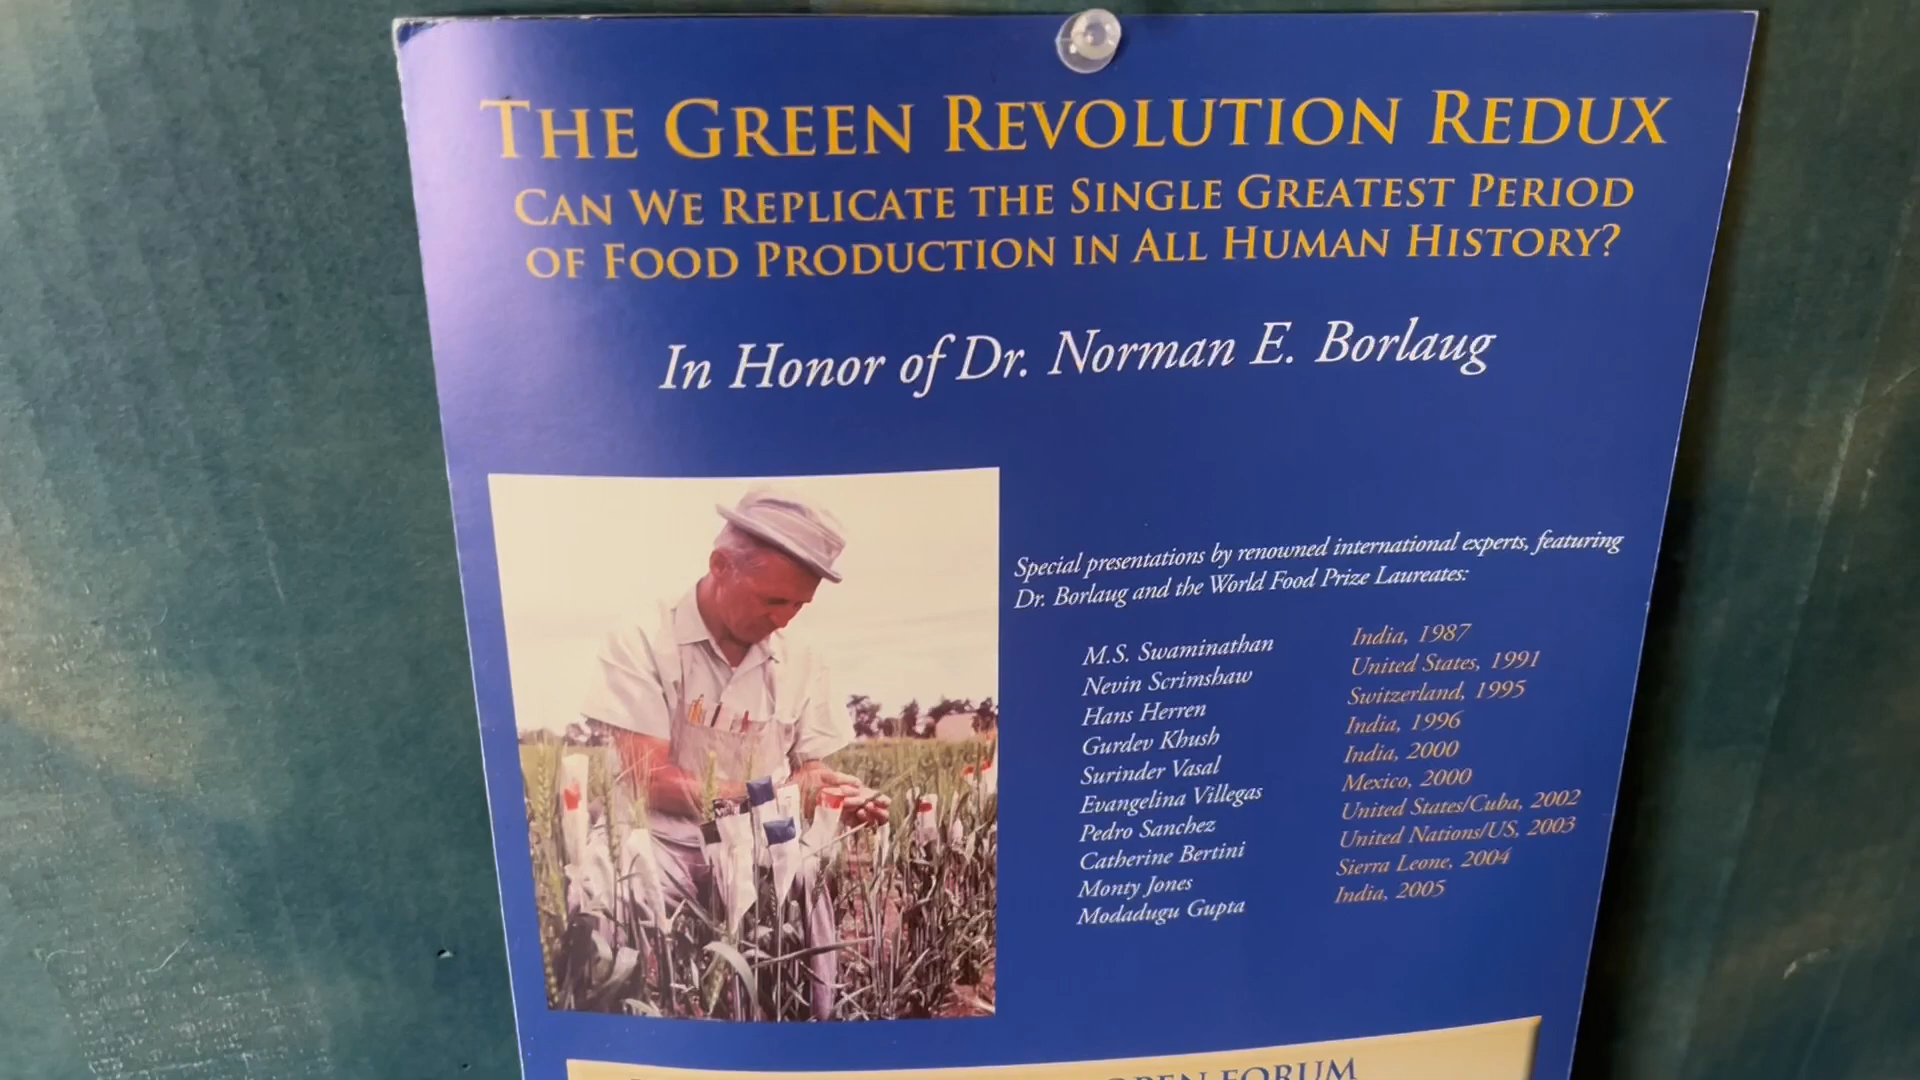 THE GREEN REVOLUTION REDUX
CAN WE REPLICATE THE SINGLE GREATEST PERIOD
OF FOOD PRODUCTION IN ALL HUMAN HISTORY?
In Honor of Dr. Norman E. Borlaug
Special presentations by renowned international experts, featuring
Dr. Borlaug and the World Food Prize Laureates:
M.S. Swaminathan India, 1987
Nevin Scrimshaw United States, 1991
Hans Herren Switzerland, 1995
Gurdev Khush India, 1996
Surinder Vasal India, 2000
Evangelina Villegas Mexico, 2000
Pedro Sanchez United States/Cuba, 2002
Catherine Bertini United Nations/US, 2003
Monty Jones Sierra Leone, 2004
Modadugu Gupta India, 2005
OPEN FORUM